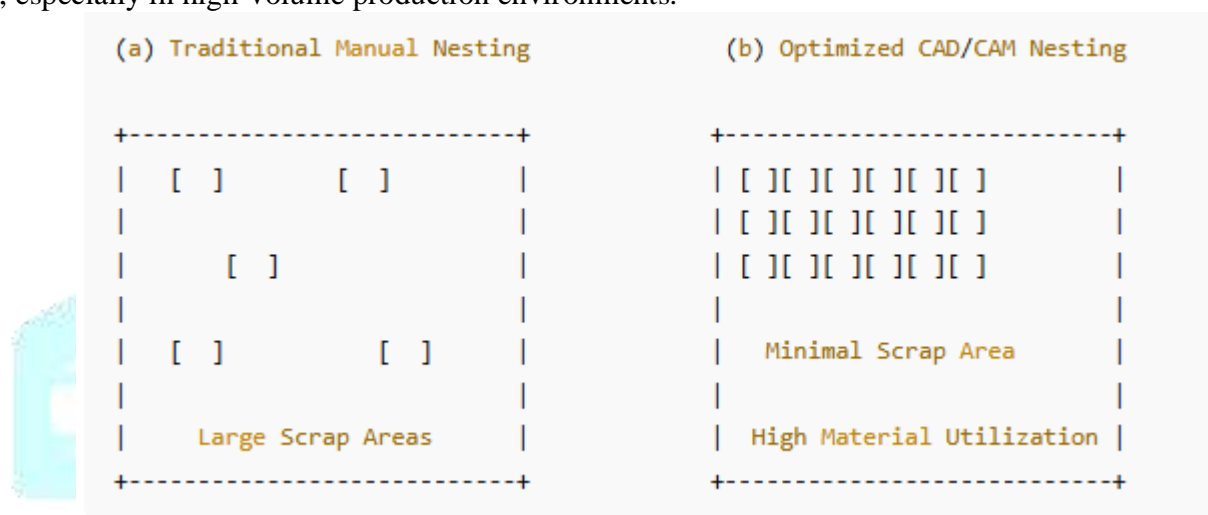 , especially in high-volume production environments.
(a) Traditional Manual Nesting (b) Optimized CAD/CAM Nesting
+----------------------------+ +----------------------------+
| [ ] [ ] | | [ ][ ][ ][ ][ ][ ] |
| | | [ ][ ][ ][ ][ ][ ] |
| [ ] | | [ ][ ][ ][ ][ ][ ] |
| | | |
| [ ] [ ] | | Minimal Scrap Area |
| | | |
| Large Scrap Areas | | High Material Utilization |
+----------------------------+ +----------------------------+